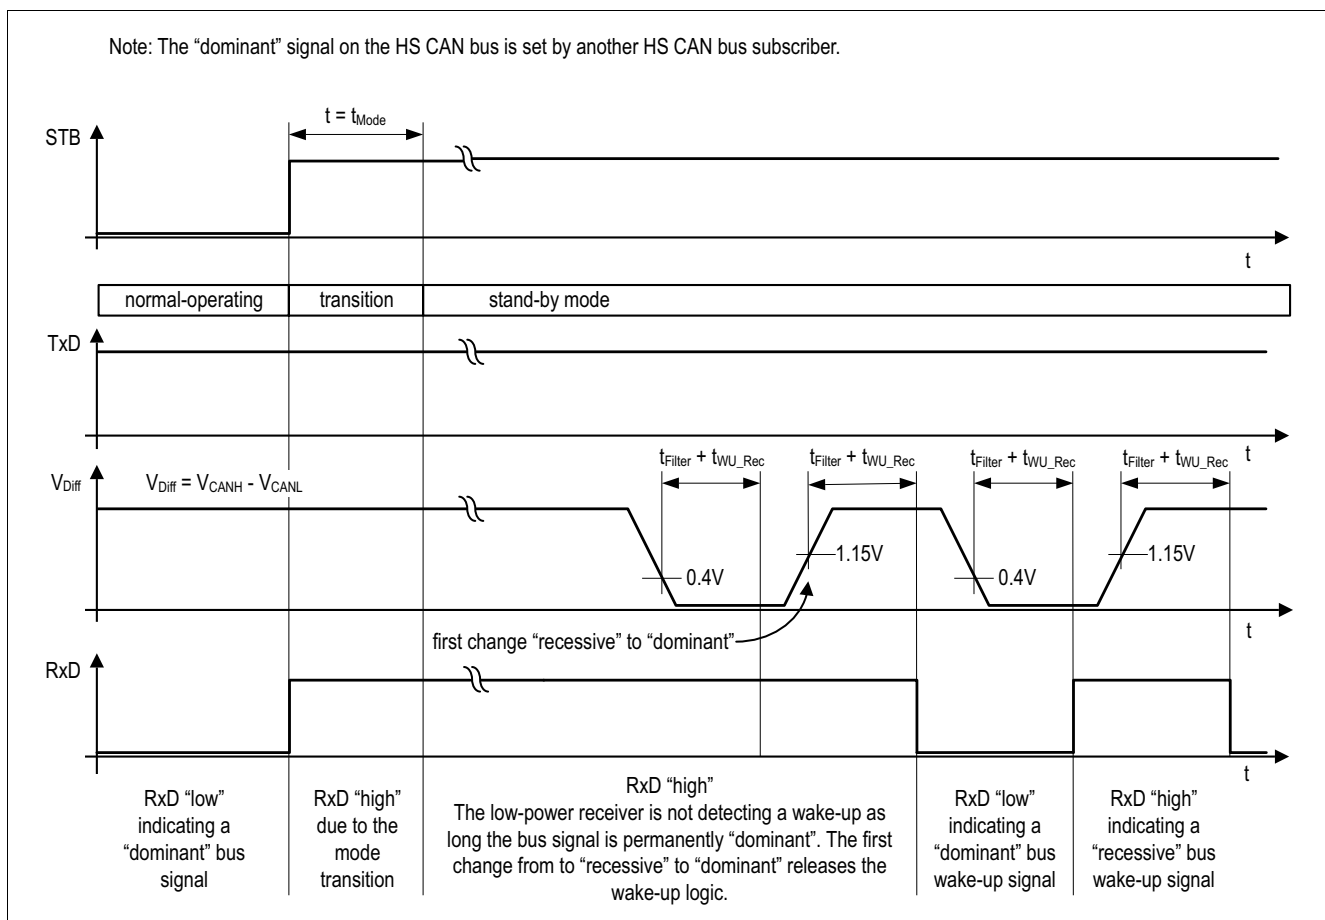 Note: The “dominant” signal on the HS CAN bus is set by another HS CAN bus subscriber.
t = tMode
STB
t
normal-operating
transition
stand-by mode
TxD
t
tFilter + tWU_Rec
tFilter + tWU_Rec
tFilter + tWU_Rec
tFilter + tWU_Rec
VDiff
VDiff = VCANH - VCANL
0.4V
1.15V
0.4V
1.15V
t
first change “recessive” to “dominant”
RxD
t
RxD “low”
indicating a
“dominant” bus
signal
RxD “high”
due to the
mode
transition
RxD “high”
The low-power receiver is not detecting a wake-up as
long the bus signal is permanently “dominant”. The first
change from to “recessive” to “dominant” releases the
wake-up logic.
RxD “low”
indicating a
“dominant” bus
wake-up signal
RxD “high”
indicating a
“recessive” bus
wake-up signal